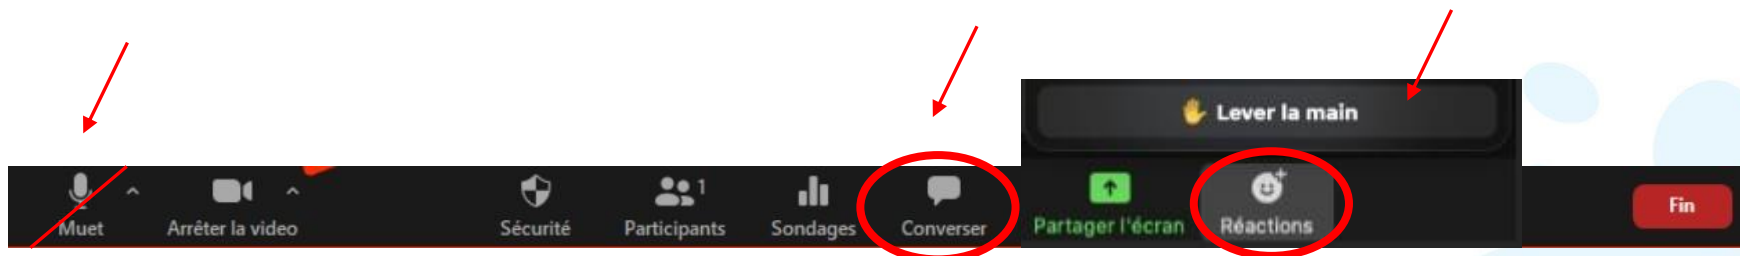 Lever la main
Muet
Arrêter la video
Sécurité
Participants 1
Sondages
Converser
Partager l'écran
Réactions
Fin